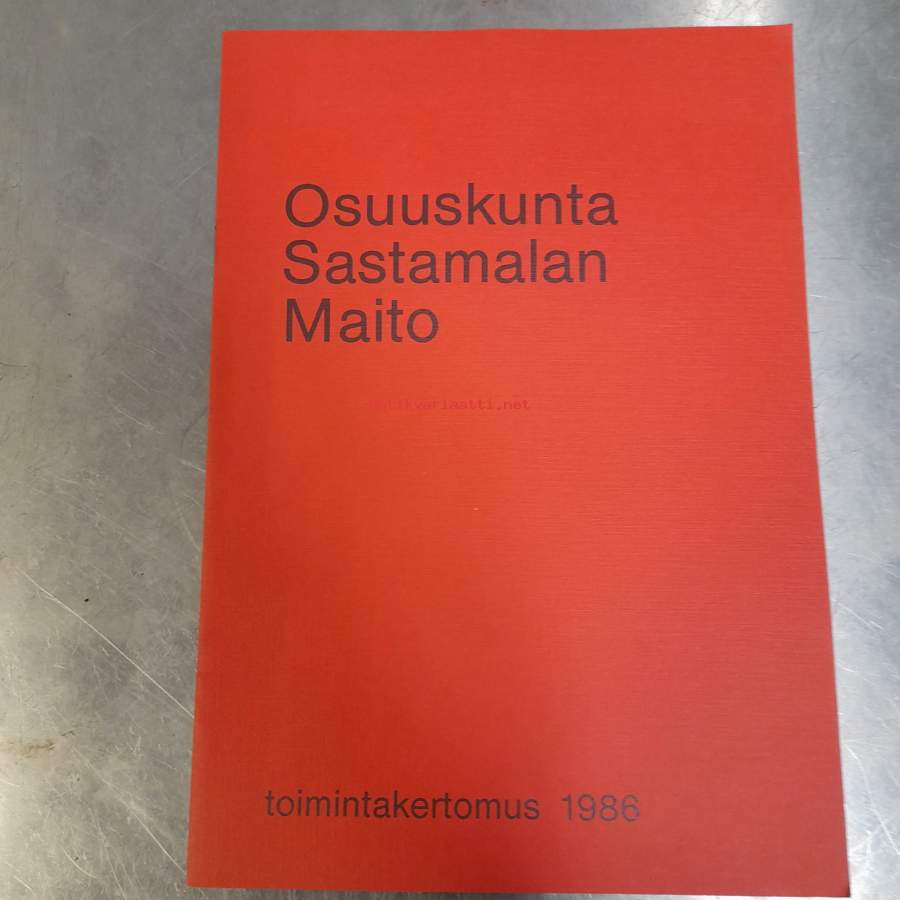 Osuuskunta
Sastamalan
Maito
antikvariaatti.net
toimintakertomus 1986